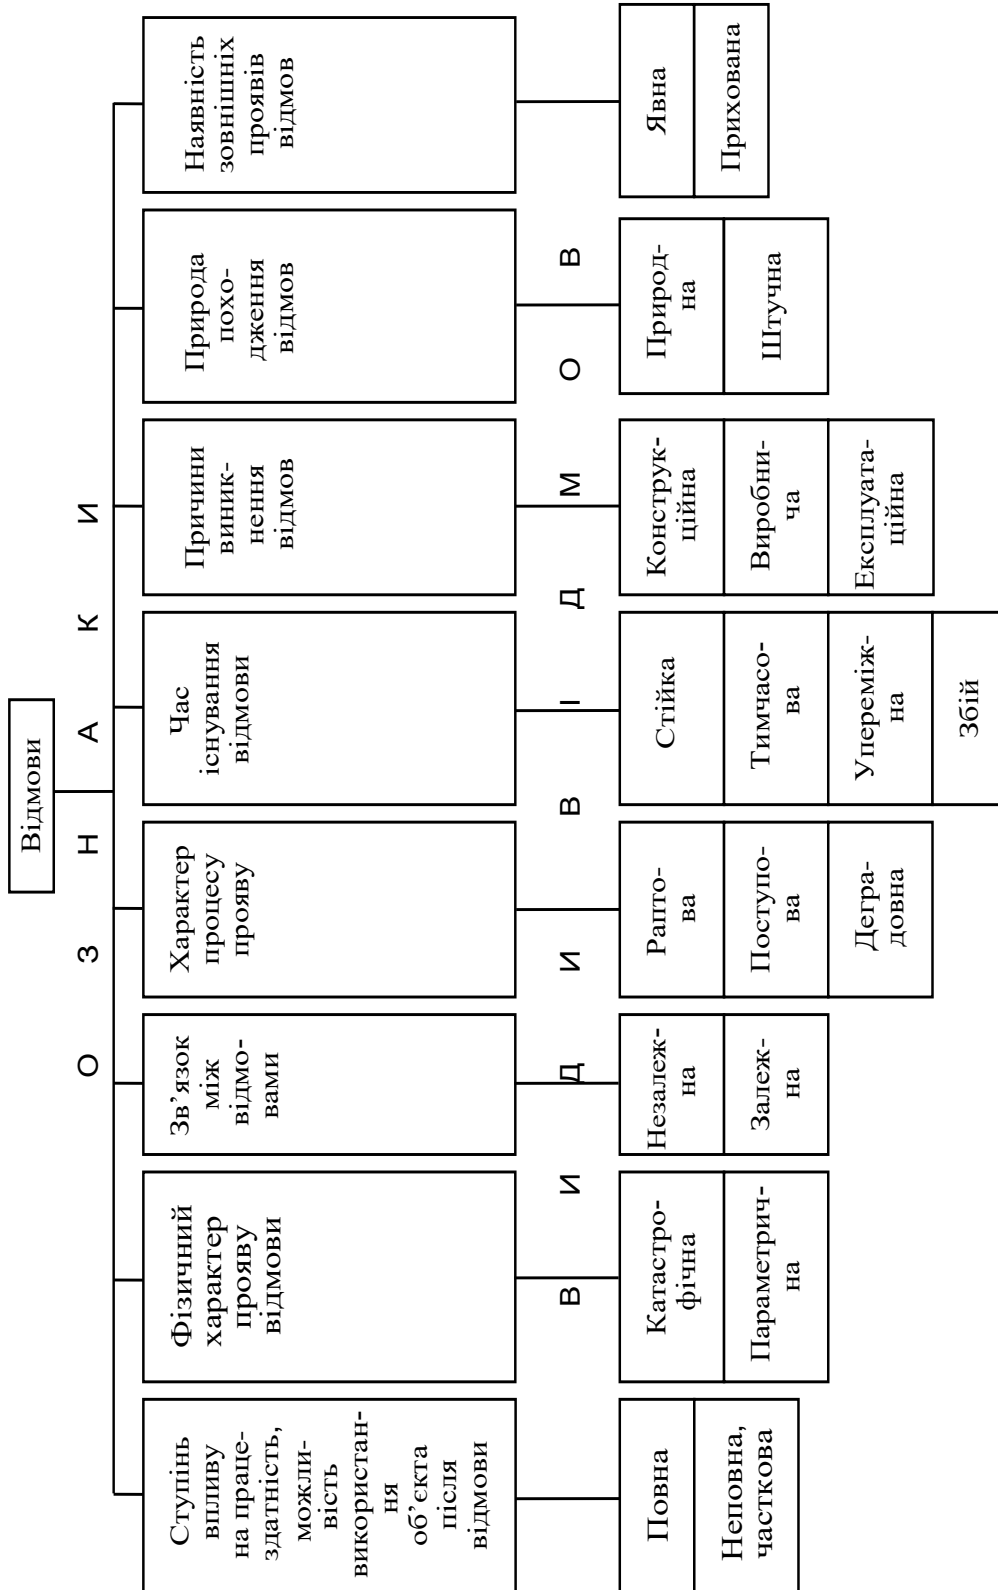 Відмови
О З Н А К И
Ступінь
впливу
на праце-
здатність,
можли-
вість
використан-
ня
об’єкта
після
відмови
Фізичний
характер
прояву
відмови
Зв’язок
між
відмо-
вами
Характер
процесу
прояву
Час
існування
відмови
Причини
виник-
нення
відмов
Природа
похо-
дження
відмов
Наявність
зовнішніх
проявів
відмов
В И Д И В І Д М О В
Повна
Неповна,
часткова
Катастро-
фічна
Параметрич-
на
Незалеж-
на
Залеж-
на
Рапто-
ва
Поступо-
ва
Дегра-
довна
Стійка
Тимчасо-
ва
Упереміж-
на
Збій
Конструк-
ційна
Виробни-
ча
Експлуата-
ційна
Природ-
на
Штучна
Явна
Прихована